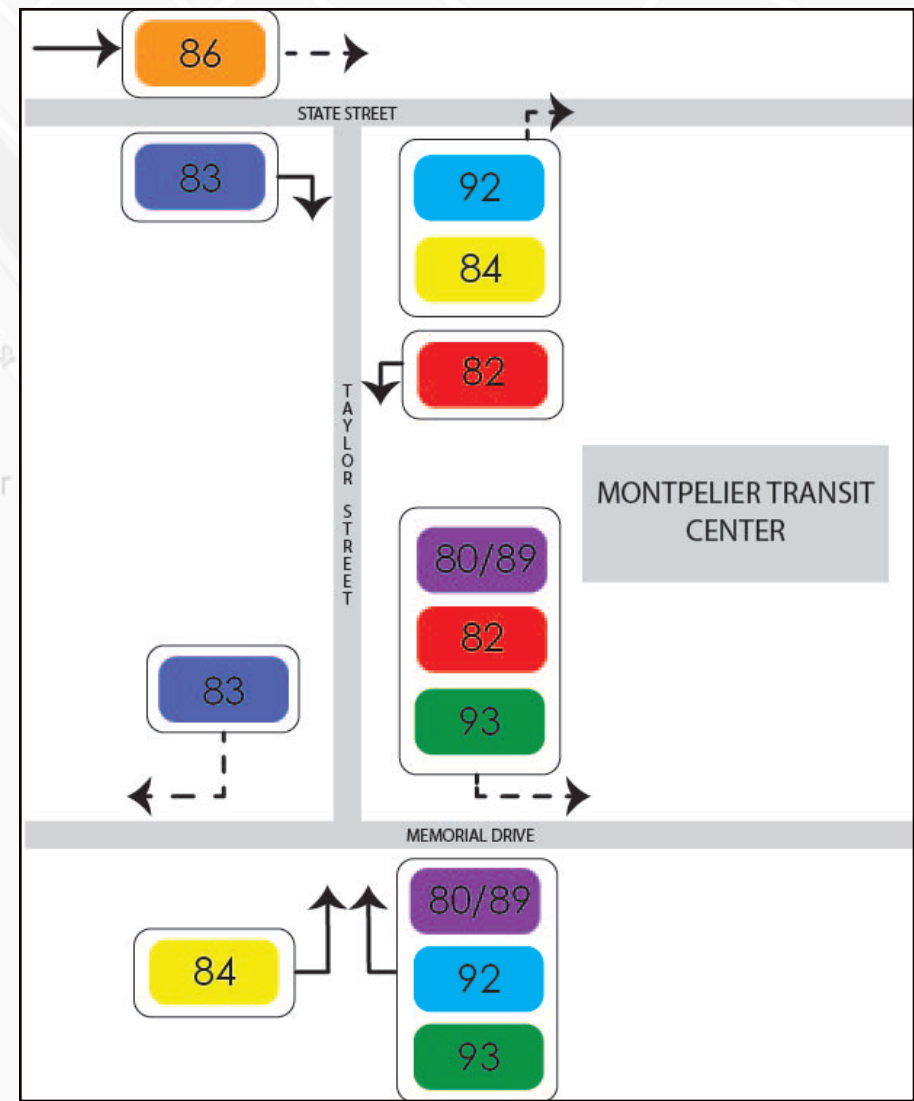 86
STATE STREET
83
92
84
82
TAYLOR STREET
MONTPELIER TRANSIT
CENTER
80/89
82
93
83
MEMORIAL DRIVE
80/89
84
92
93